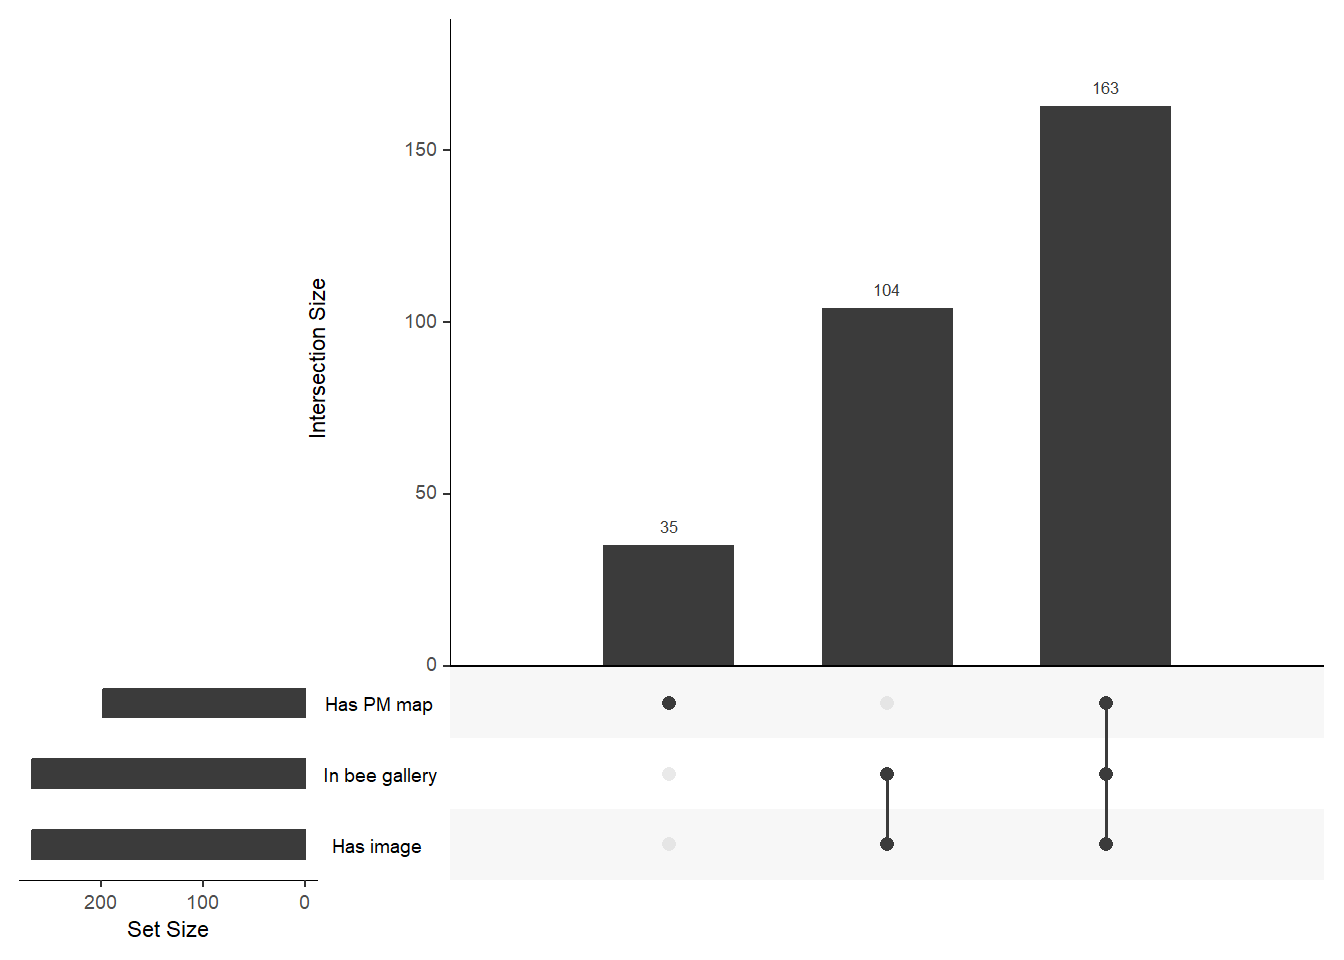 163
150
104
100
Intersection Size
50
35
0
Has PM map
In bee gallery
Has image
200 100 0
Set Size